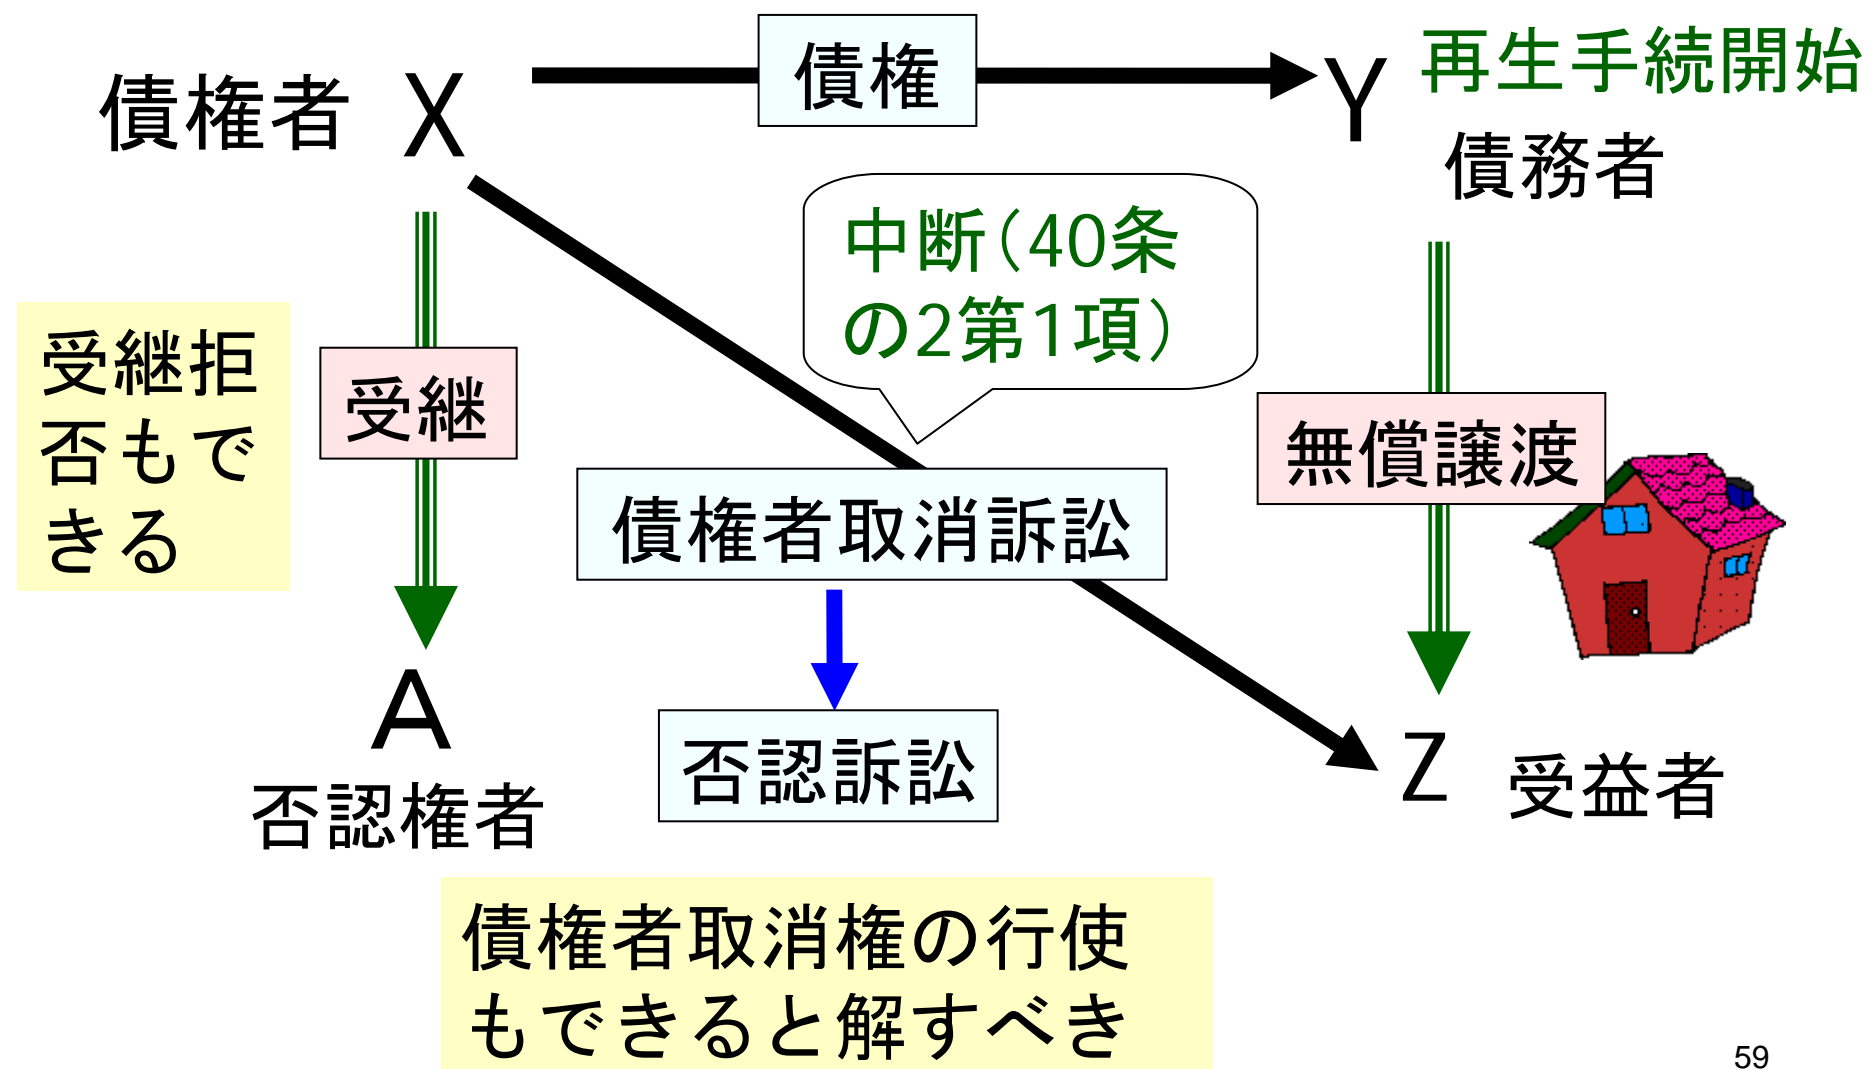 債権者 X
債権
Y
再生手続開始
債務者
中断（40条
の2第1項）
受継拒
否もで
きる
受継
無償譲渡
債権者取消訴訟
A
否認権者
否認訴訟
Z
受益者
債権者取消権の行使
もできると解すべき
59